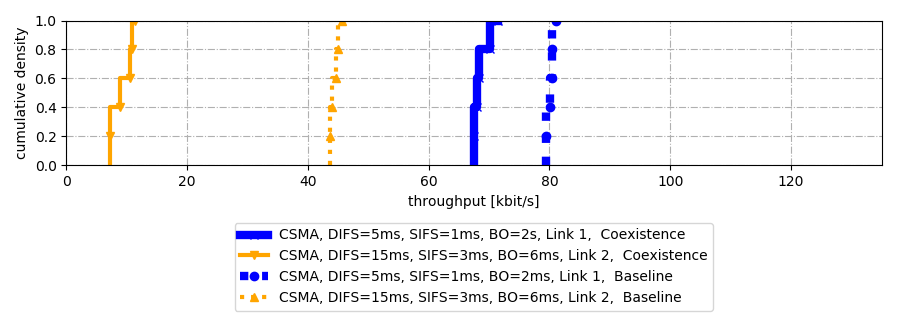 1.0
0.8
0.6
0.4
0.2
0.0
cumulative density
0 20 40 60 80 100 120
throughput [kbit/s]
CSMA, DIFS=5ms, SIFS=1ms, BO=2s, Link 1,  Coexistence
CSMA, DIFS=15ms, SIFS=3ms, BO=6ms, Link 2,  Coexistence
CSMA, DIFS=5ms, SIFS=1ms, BO=2ms, Link 1,  Baseline
CSMA, DIFS=15ms, SIFS=3ms, BO=6ms, Link 2,  Baseline